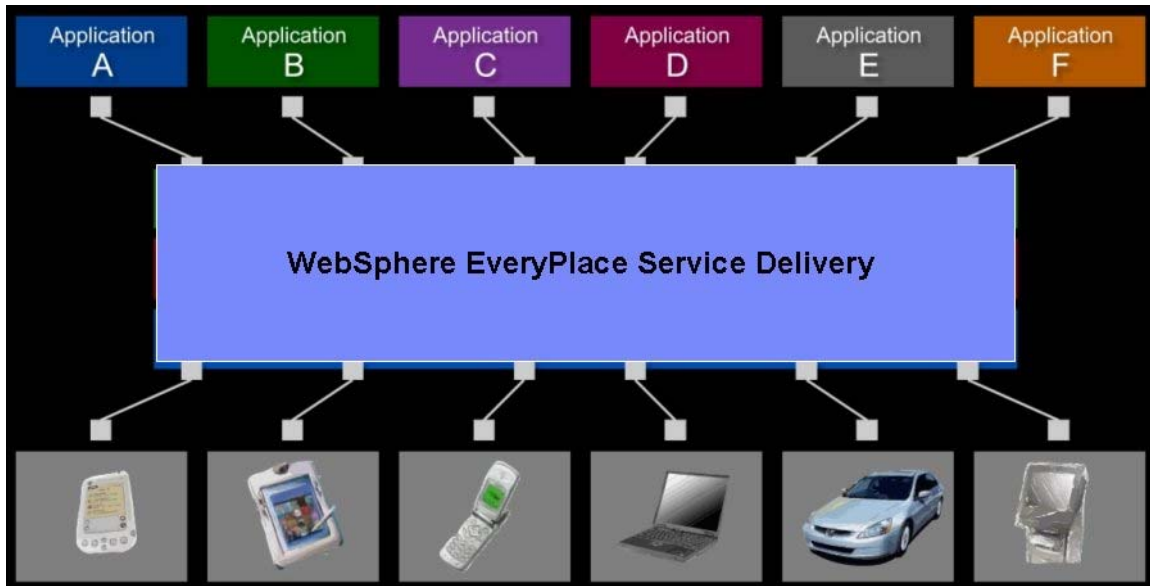 Application
A
Application
B
Application
C
Application
D
Application
E
Application
F
WebSphere EveryPlace Service Delivery